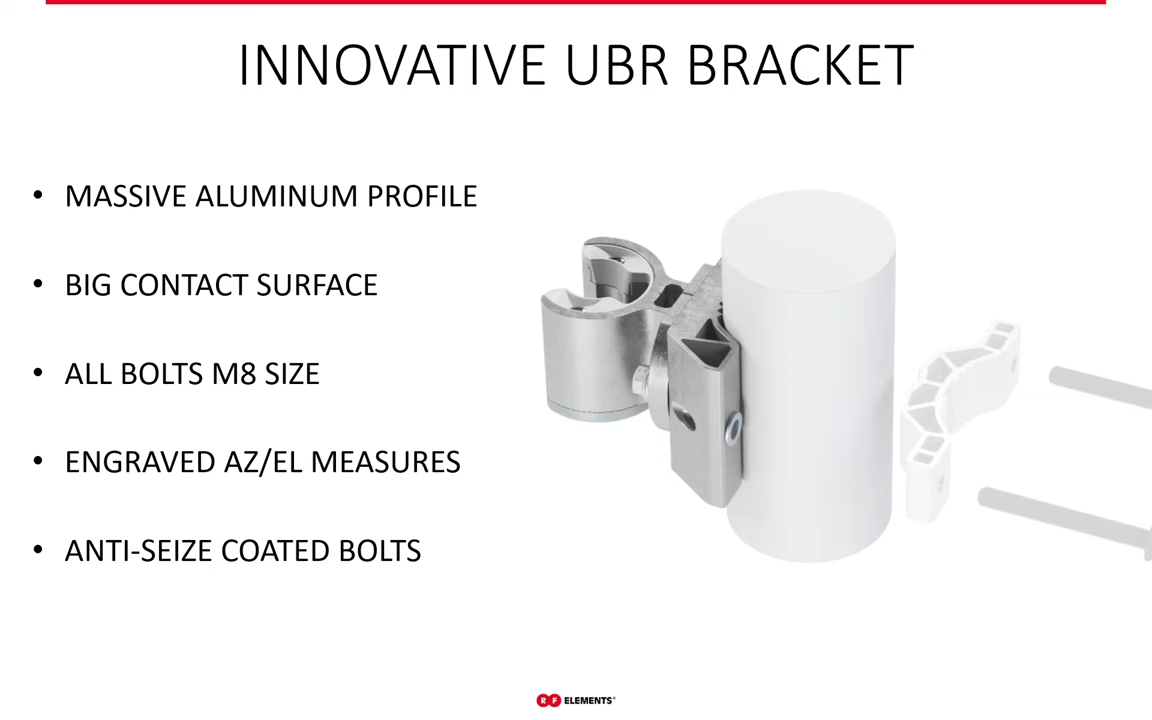 INNOVATIVE UBR BRACKET
• MASSIVE ALUMINUM PROFILE
• BIG CONTACT SURFACE
• ALL BOLTS M8 SIZE
• ENGRAVED AZ/EL MEASURES
• ANTI-SEIZE COATED BOLTS
RF ELEMENTS®